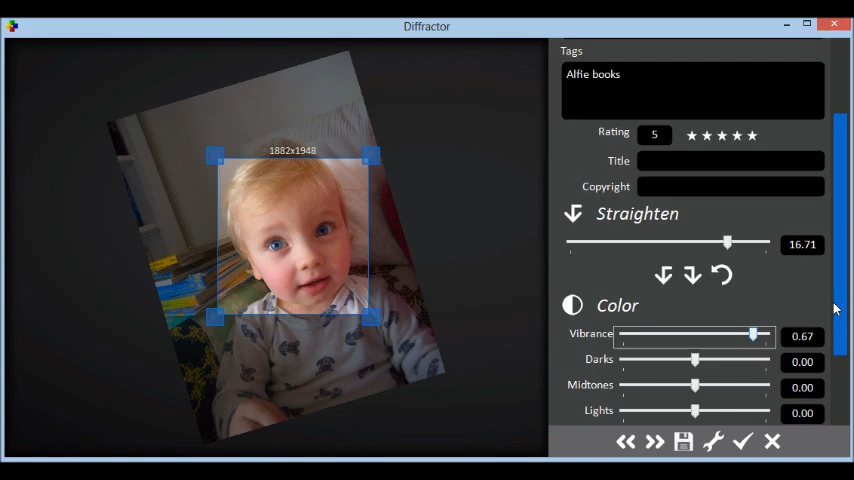 Diffractor
Tags
Alfie books
Rating 5
Title
Copyright
1882x1948
Straighten
16.71
Color
Vibrance 0.67
Darks 0.00
Midtones 0.00
Lights 0.00